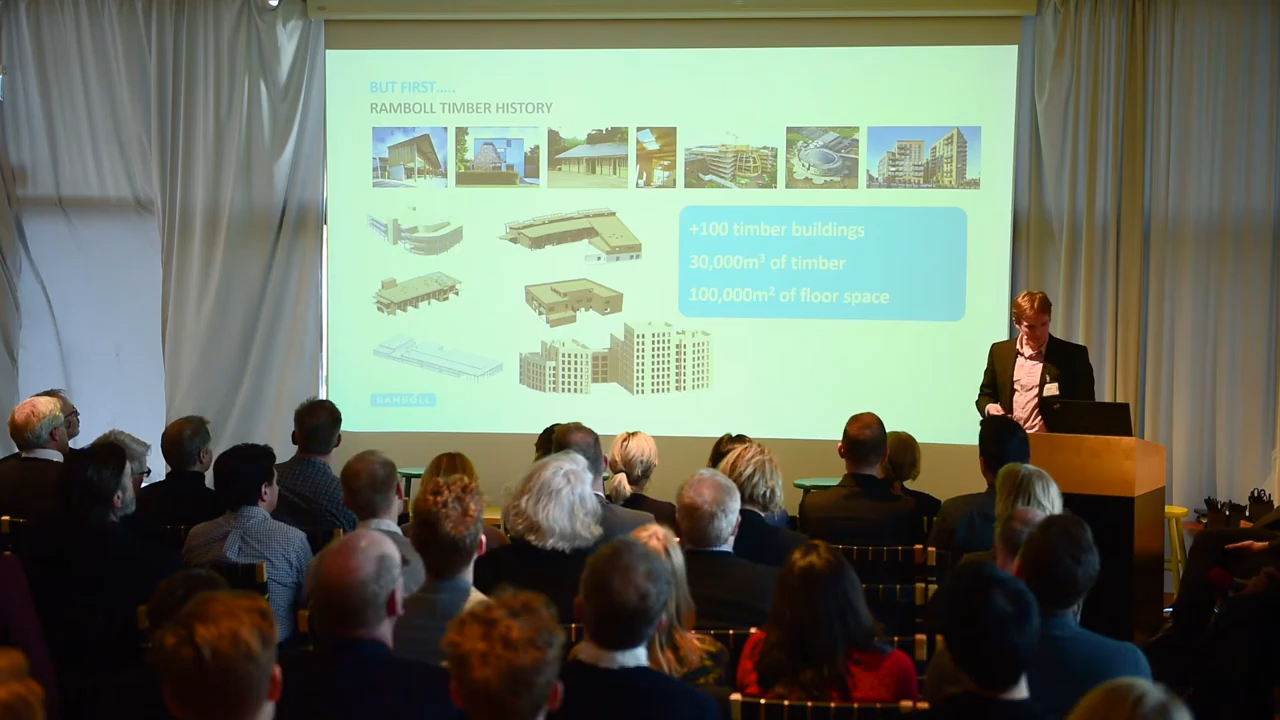 BUT FIRST.....
RAMBOLL TIMBER HISTORY
+100 timber buildings
30,000m³ of timber
100,000m² of floor space
RAMBOLL